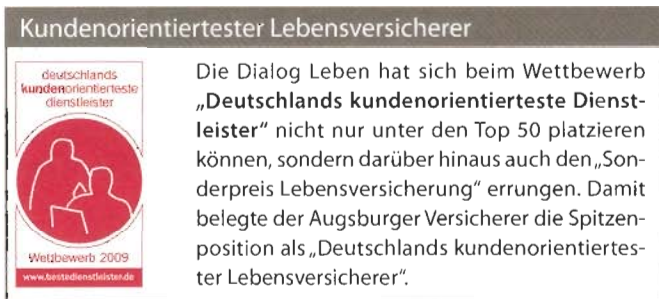 Kundenorientiertester Lebensversicherer
deutschlands
kundenorientierteste
dienstleister
Wettbewerb 2009
www.bestedienstleister.de
Die Dialog Leben hat sich beim Wettbewerb
„Deutschlands kundenorientierteste Dienst-
leister" nicht nur unter den Top 50 platzieren
können, sondern darüber hinaus auch den „Son-
derpreis Lebensversicherung" errungen. Damit
belegte der Augsburger Versicherer die Spitzen-
position als „Deutschlands kundenorientiertes-
ter Lebensversicherer".